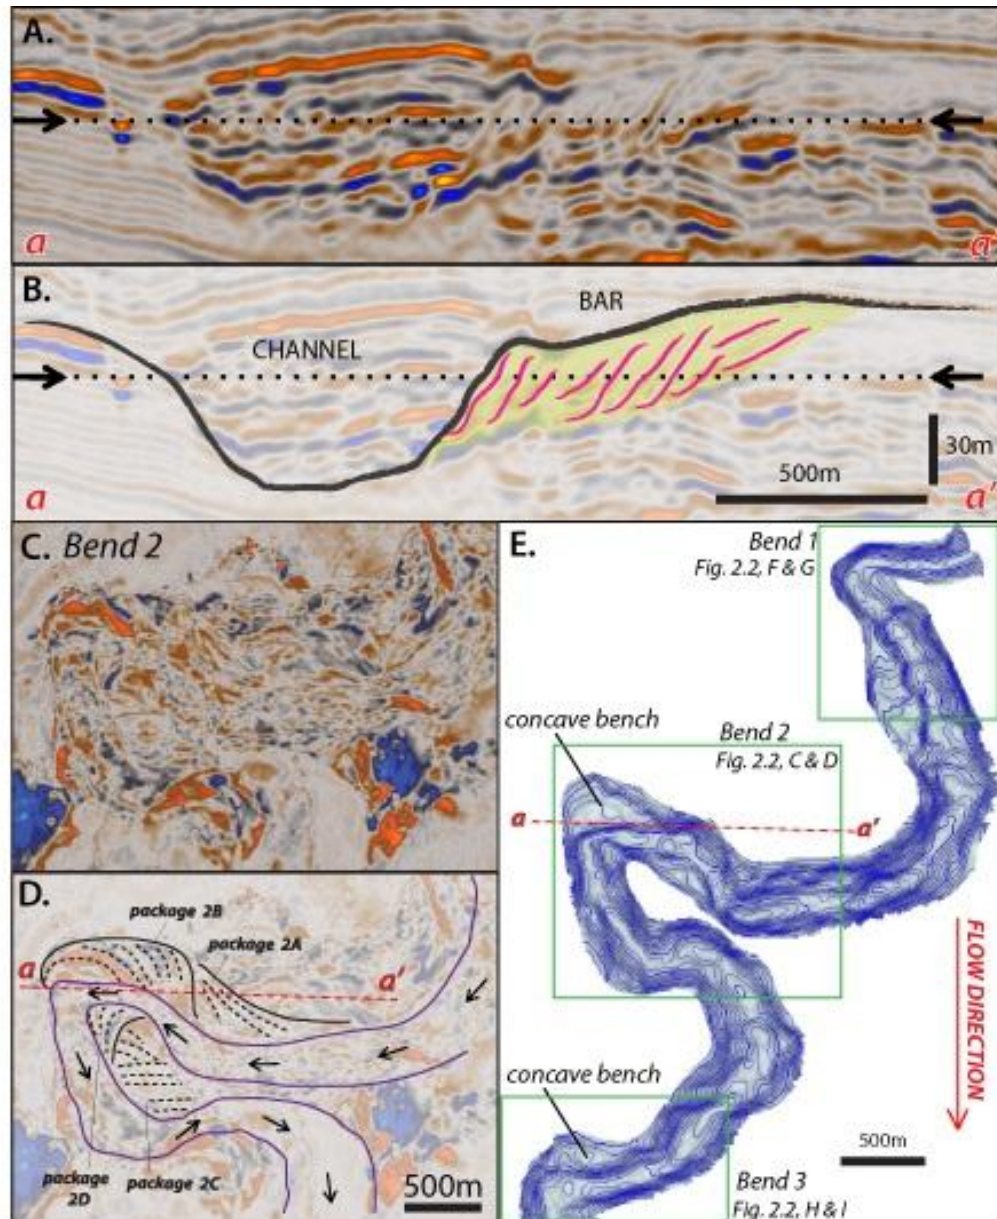 A.
a
a'
B.
BAR
CHANNEL
30m
500m
a
a'
C. Bend 2
D.
package 2B
package 2A
a
a'
package 2D
package 2C
500m
E.
Bend 1
Fig. 2.2, F & G
concave bench
Bend 2
Fig. 2.2, C & D
a
a'
FLOW DIRECTION
concave bench
500m
Bend 3
Fig. 2.2, H & I